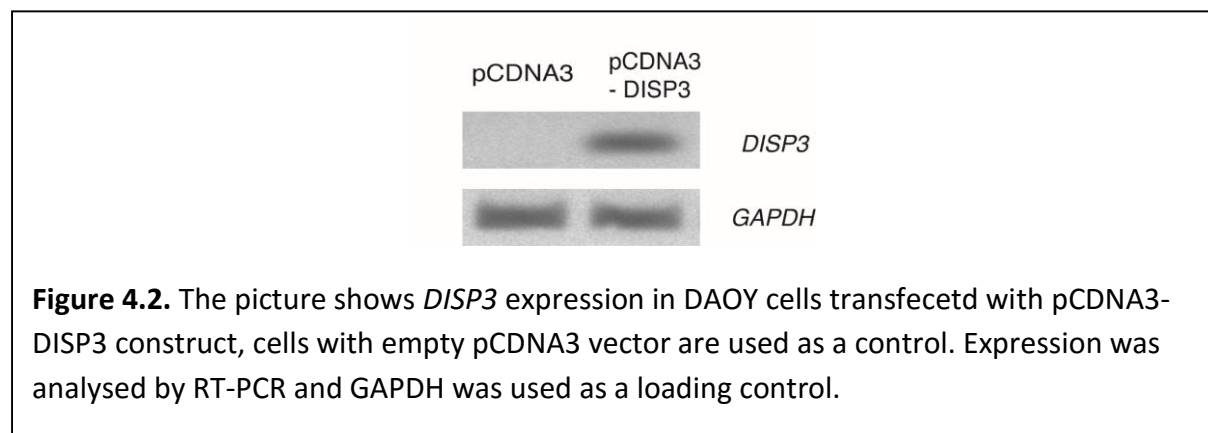 pCDNA3
pCDNA3
- DISP3
DISP3
GAPDH
Figure 4.2. The picture shows DISP3 expression in DAOY cells transfecetd with pCDNA3-
DISP3 construct, cells with empty pCDNA3 vector are used as a control. Expression was
analysed by RT-PCR and GAPDH was used as a loading control.